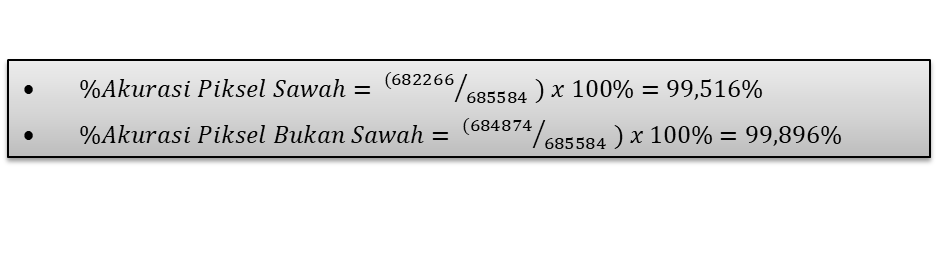 • %Akurasi Piksel Sawah = (682266/685584 ) x 100% = 99,516%
• %Akurasi Piksel Bukan Sawah = (684874/685584 ) x 100% = 99,896%